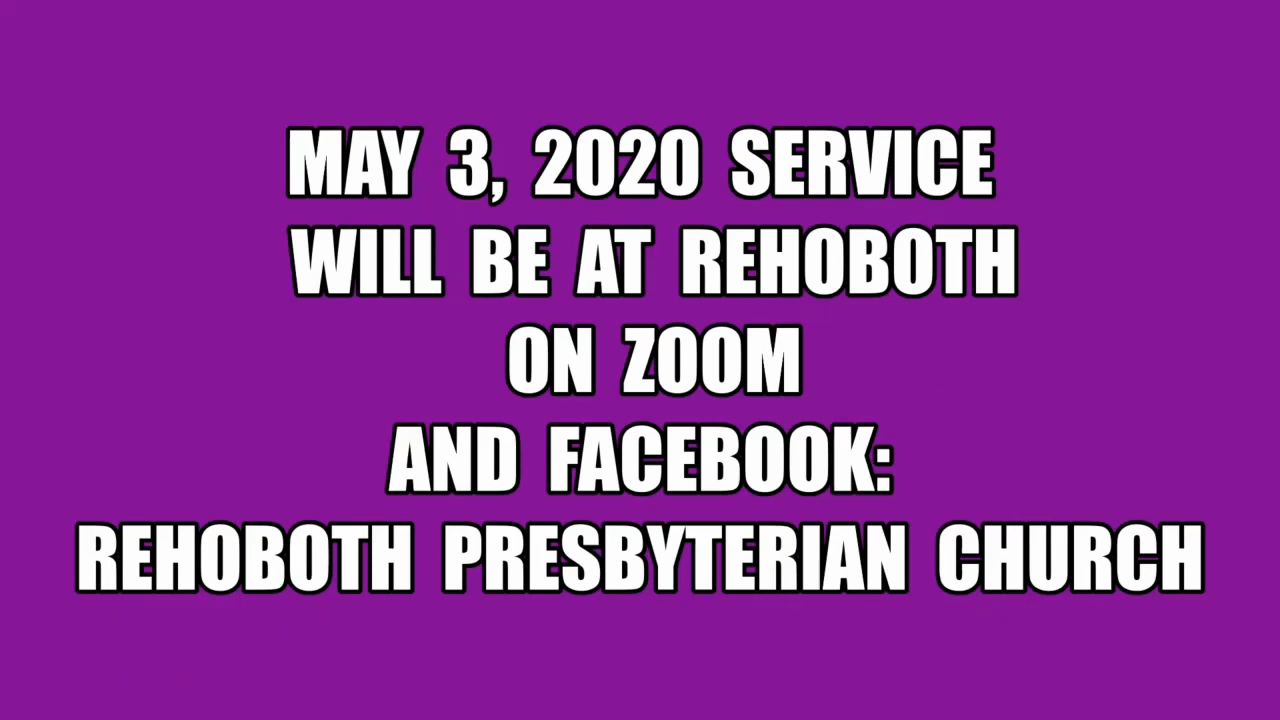 MAY 3, 2020 SERVICE
WILL BE AT REHOBOTH
ON ZOOM
AND FACEBOOK:
REHOBOTH PRESBYTERIAN CHURCH